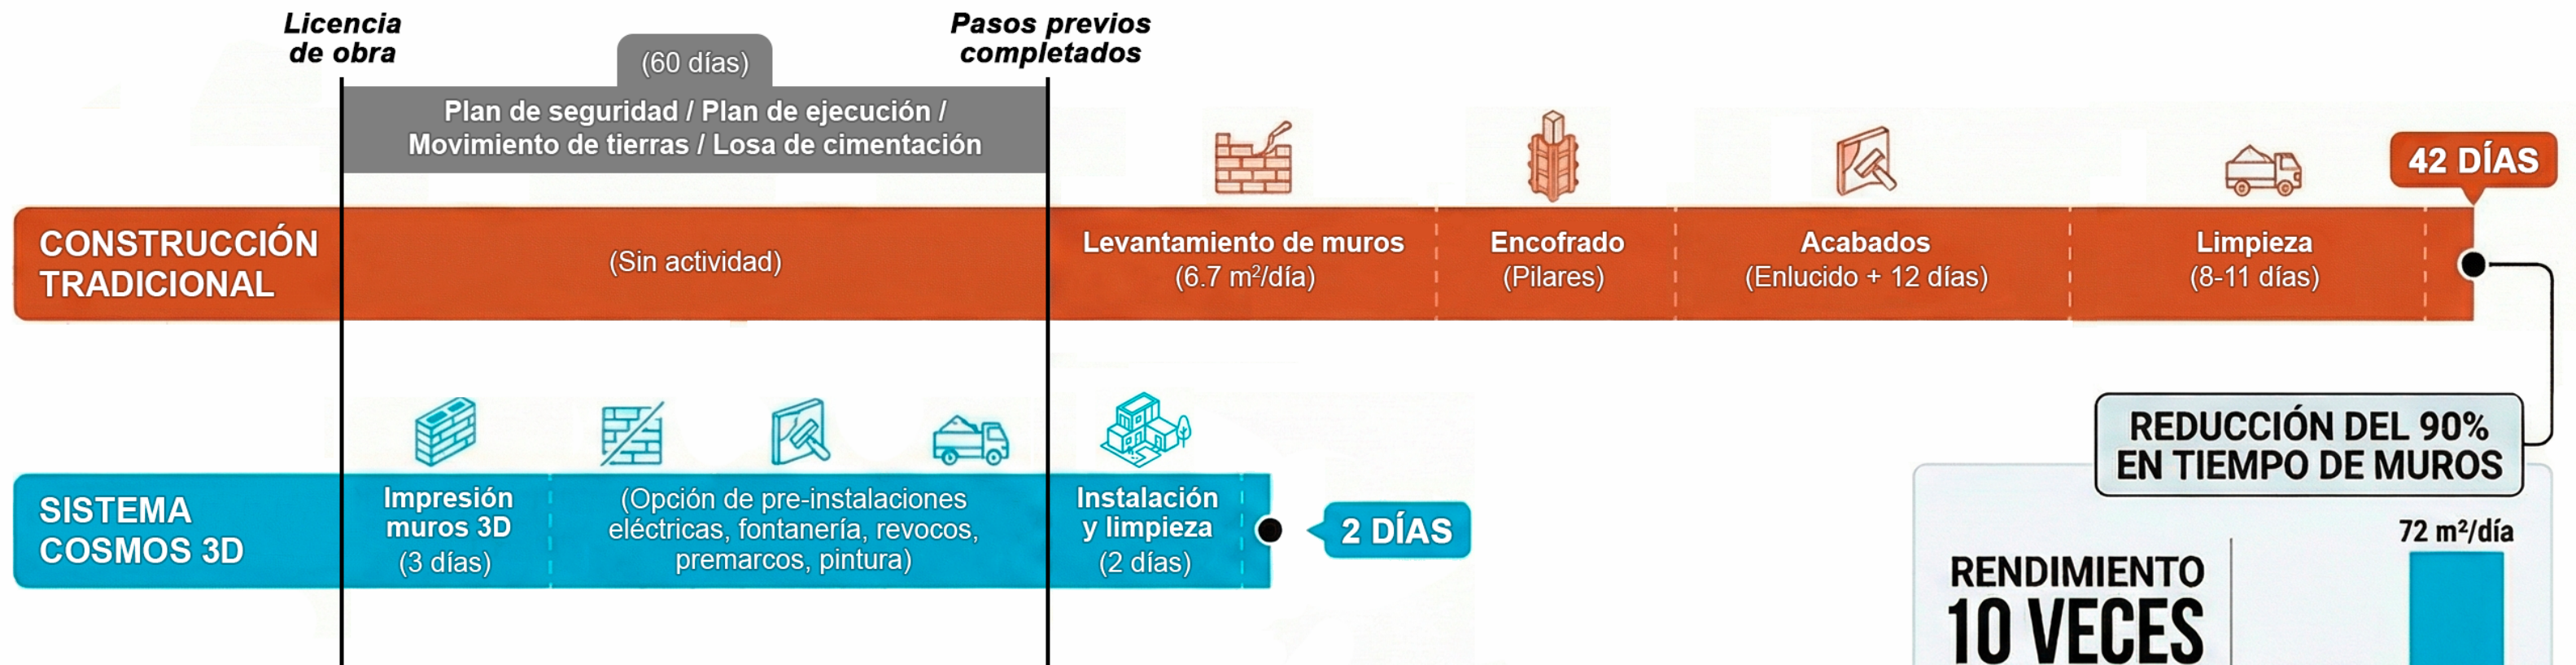 Licencia
de obra
(60 días)
Pasos previos
completados
Plan de seguridad / Plan de ejecución /
Movimiento de tierras / Losa de cimentación
42 DÍAS
CONSTRUCCIÓN
TRADICIONAL
(Sin actividad)
Levantamiento de muros
(6.7 m²/día)
Encofrado
(Pilares)
Acabados
(Enlucido + 12 días)
Limpieza
(8-11 días)
SISTEMA
COSMOS 3D
Impresión
muros 3D
(3 días)
(Opción de pre-instalaciones
eléctricas, fontanería, revocos,
premarcos, pintura)
Instalación
y limpieza
(2 días)
2 DÍAS
REDUCCIÓN DEL 90%
EN TIEMPO DE MUROS
72 m²/día
RENDIMIENTO
10 VECES